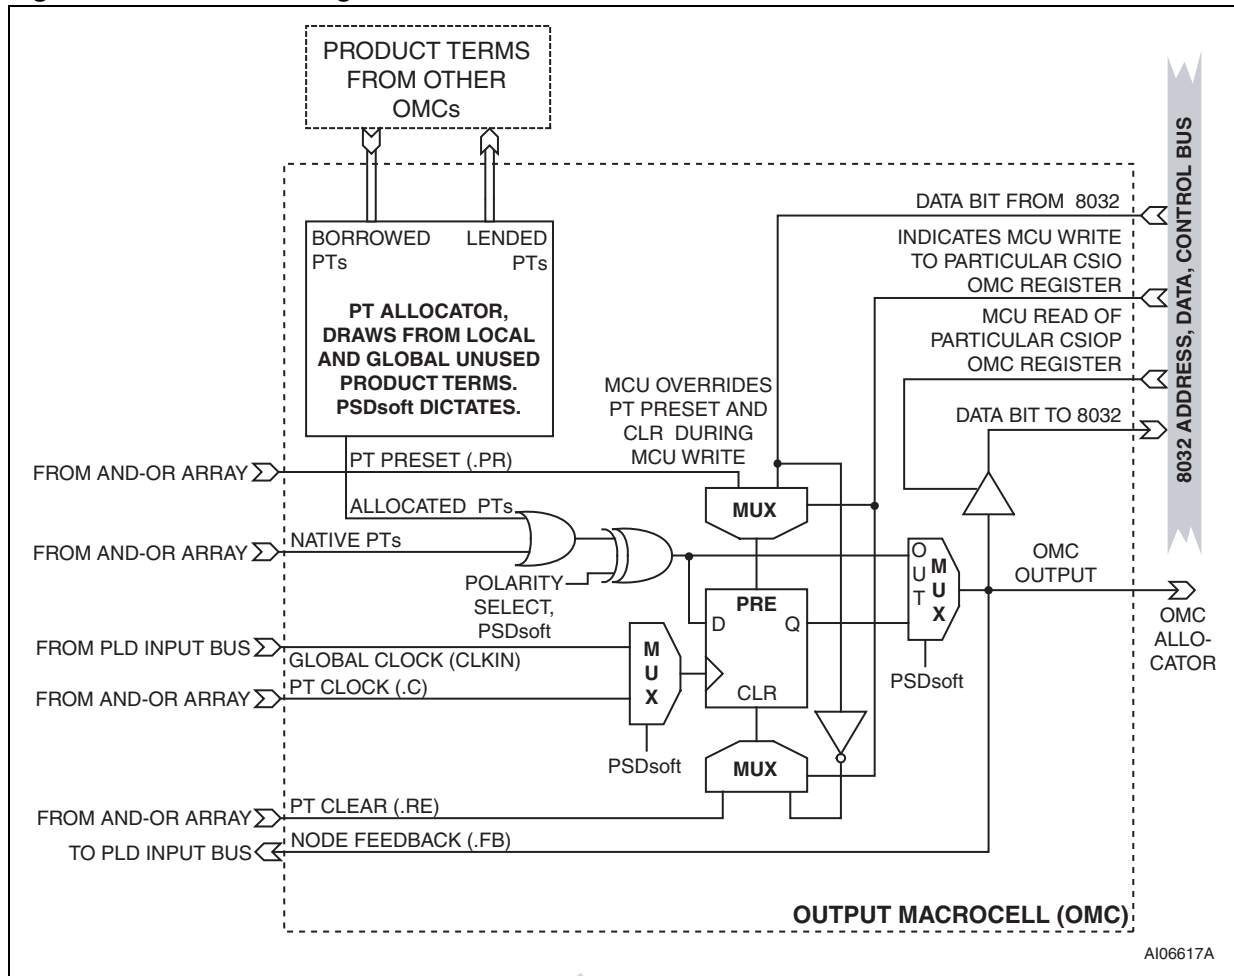 PRODUCT TERMS
FROM OTHER
OMCs
8032 ADDRESS, DATA, CONTROL BUS
DATA BIT FROM 8032
BORROWED
PTs
LENDED
PTs
INDICATES MCU WRITE
TO PARTICULAR CSIO
OMC REGISTER
PT ALLOCATOR,
DRAWS FROM LOCAL
AND GLOBAL UNUSED
PRODUCT TERMS.
PSDsoft DICTATES.
MCU READ OF
PARTICULAR CSIOP
OMC REGISTER
MCU OVERRIDES
PT PRESET AND
CLR DURING
MCU WRITE
DATA BIT TO 8032
FROM AND-OR ARRAY
PT PRESET (.PR)
MUX
ALLOCATED PTs
FROM AND-OR ARRAY
NATIVE PTs
POLARITY
SELECT,
PSDsoft
OUT
MUX
OMC
OUTPUT
PRE
D
Q
CLR
OMC
ALLO-
CATOR
FROM PLD INPUT BUS
GLOBAL CLOCK (CLKIN)
MUX
FROM AND-OR ARRAY
PT CLOCK (.C)
PSDsoft
PSDsoft
MUX
FROM AND-OR ARRAY
PT CLEAR (.RE)
TO PLD INPUT BUS
NODE FEEDBACK (.FB)
OUTPUT MACROCELL (OMC)
AI06617A